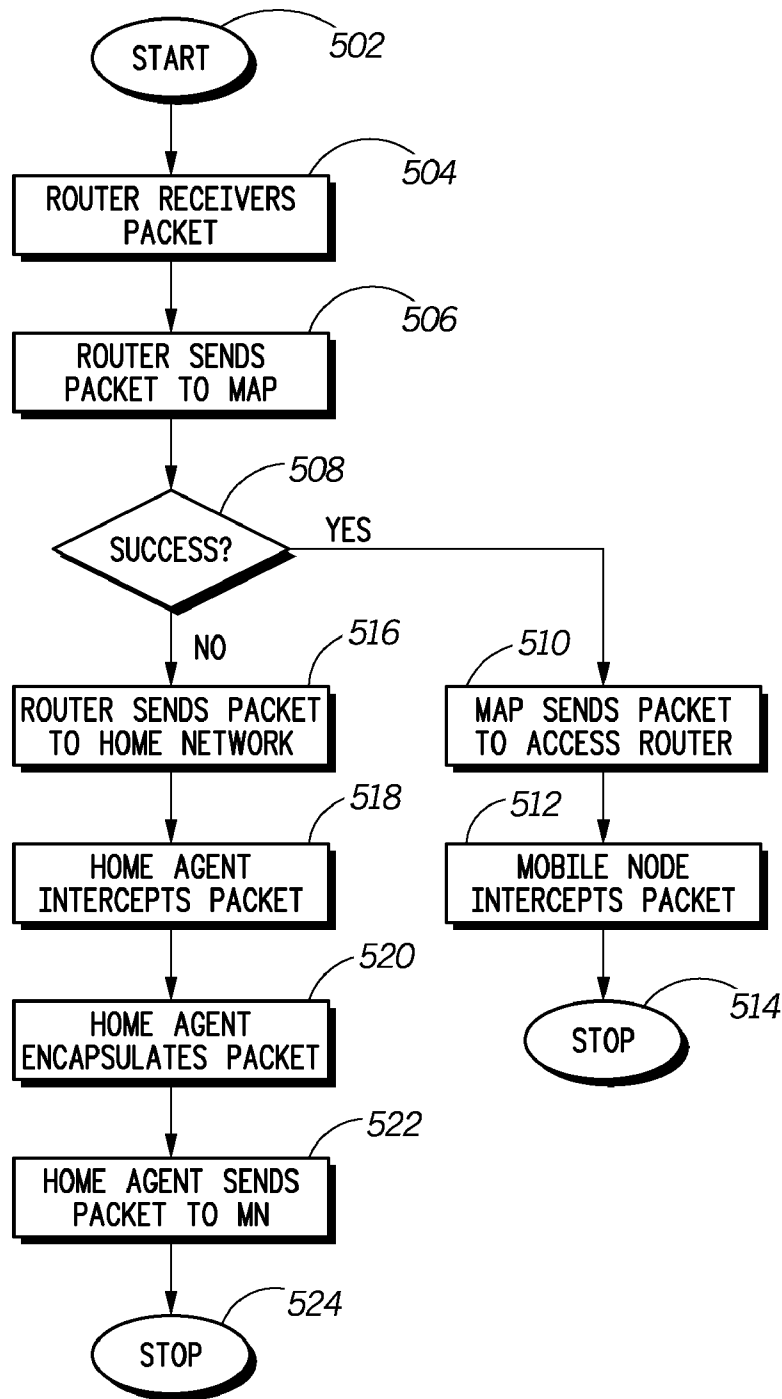 START
502
504
ROUTER RECEIVERS
PACKET
506
ROUTER SENDS
PACKET TO MAP
508
SUCCESS?
YES
NO
516
ROUTER SENDS PACKET
TO HOME NETWORK
510
MAP SENDS PACKET
TO ACCESS ROUTER
518
HOME AGENT
INTERCEPTS PACKET
512
MOBILE NODE
INTERCEPTS PACKET
520
HOME AGENT
ENCAPSULATES PACKET
514
STOP
522
HOME AGENT SENDS
PACKET TO MN
524
STOP